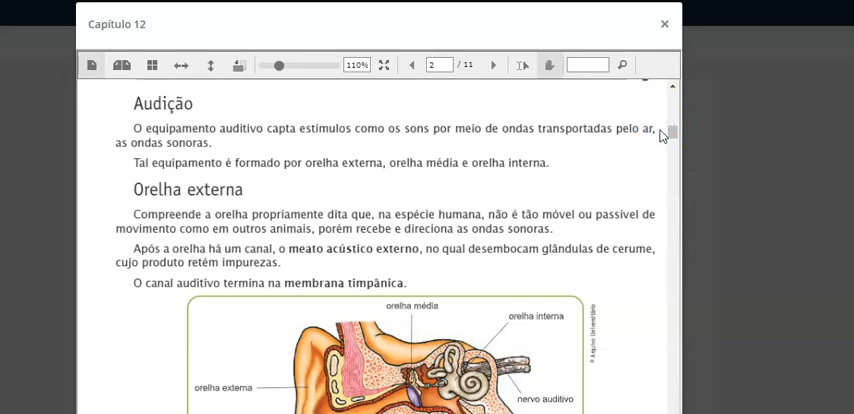 Capítulo 12
×
110%
2 / 11
Audição
O equipamento auditivo capta estímulos como os sons por meio de ondas transportadas pelo ar,
as ondas sonoras.
Tal equipamento é formado por orelha externa, orelha média e orelha interna.
Orelha externa
Compreende a orelha propriamente dita que, na espécie humana, não é tão móvel ou passível de
movimento como em outros animais, porém recebe e direciona as ondas sonoras.
Após a orelha há um canal, o meato acústico externo, no qual desembocam glândulas de cerume,
cujo produto retém impurezas.
O canal auditivo termina na membrana timpânica.
orelha média
orelha interna
© Arquivo Universitário
orelha externa
nervo auditivo